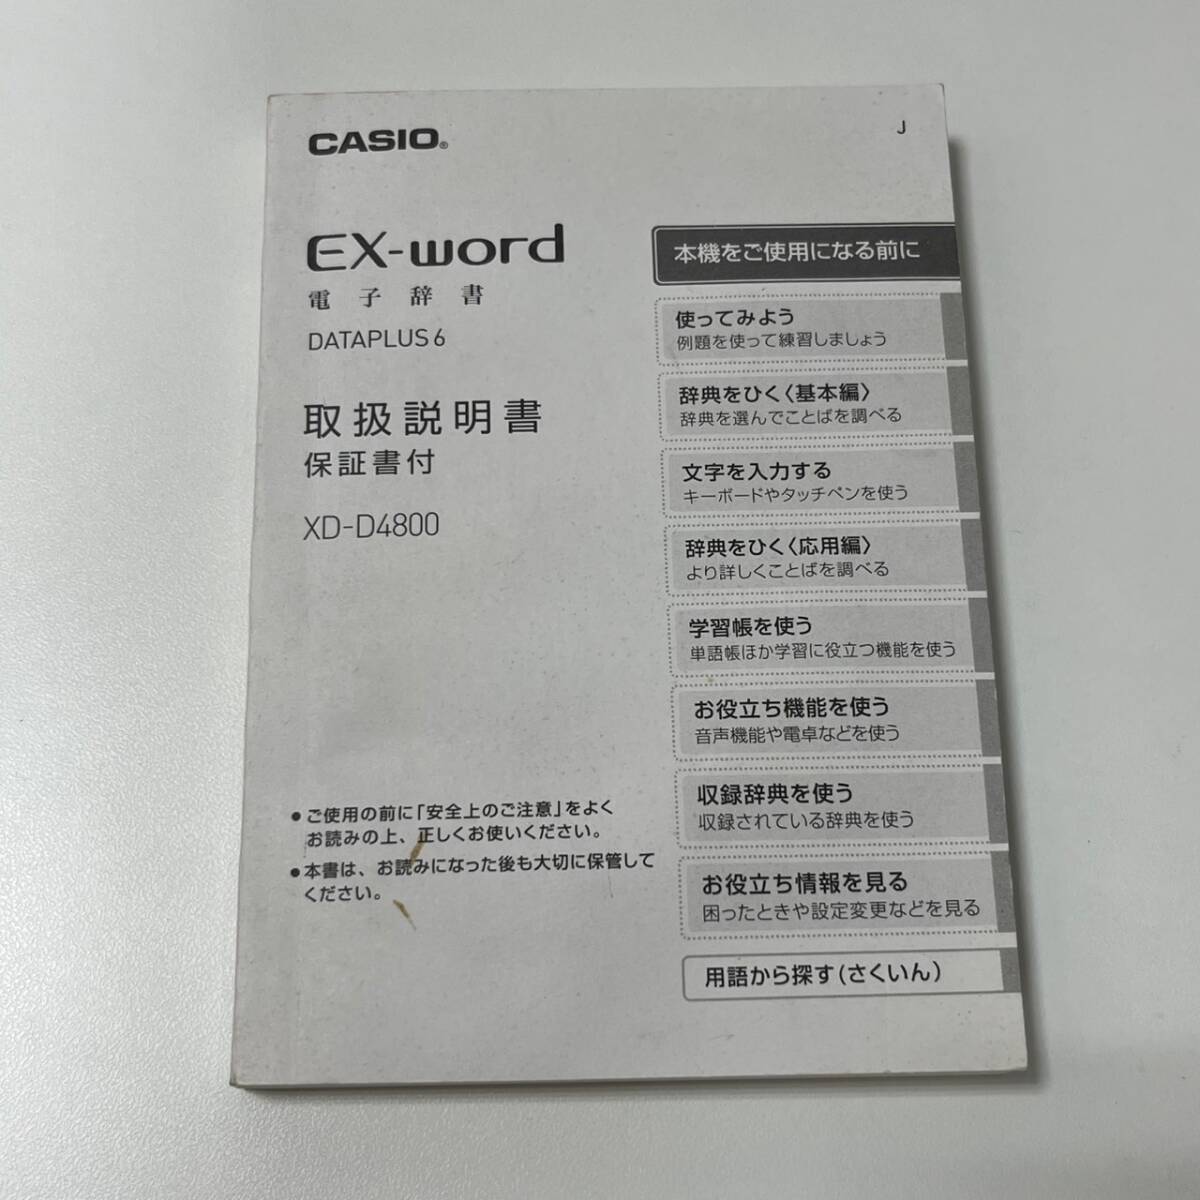 CASIO®
J
EX-word
電子辞書
DATAPLUS 6
取扱説明書
保証書付
XD-D4800
● ご使用の前に「安全上のご注意」をよく
お読みの上、正しくお使いください。
● 本書は、お読みになった後も大切に保管して
ください。
本機をご使用になる前に
使ってみよう
例題を使って練習しましょう
辞典をひく〈基本編〉
辞典を選んでことばを調べる
文字を入力する
キーボードやタッチペンを使う
辞典をひく〈応用編〉
より詳しくことばを調べる
学習帳を使う
単語帳ほか学習に役立つ機能を使う
お役立ち機能を使う
音声機能や電卓などを使う
収録辞典を使う
収録されている辞典を使う
お役立ち情報を見る
困ったときや設定変更などを見る
用語から探す(さくいん)